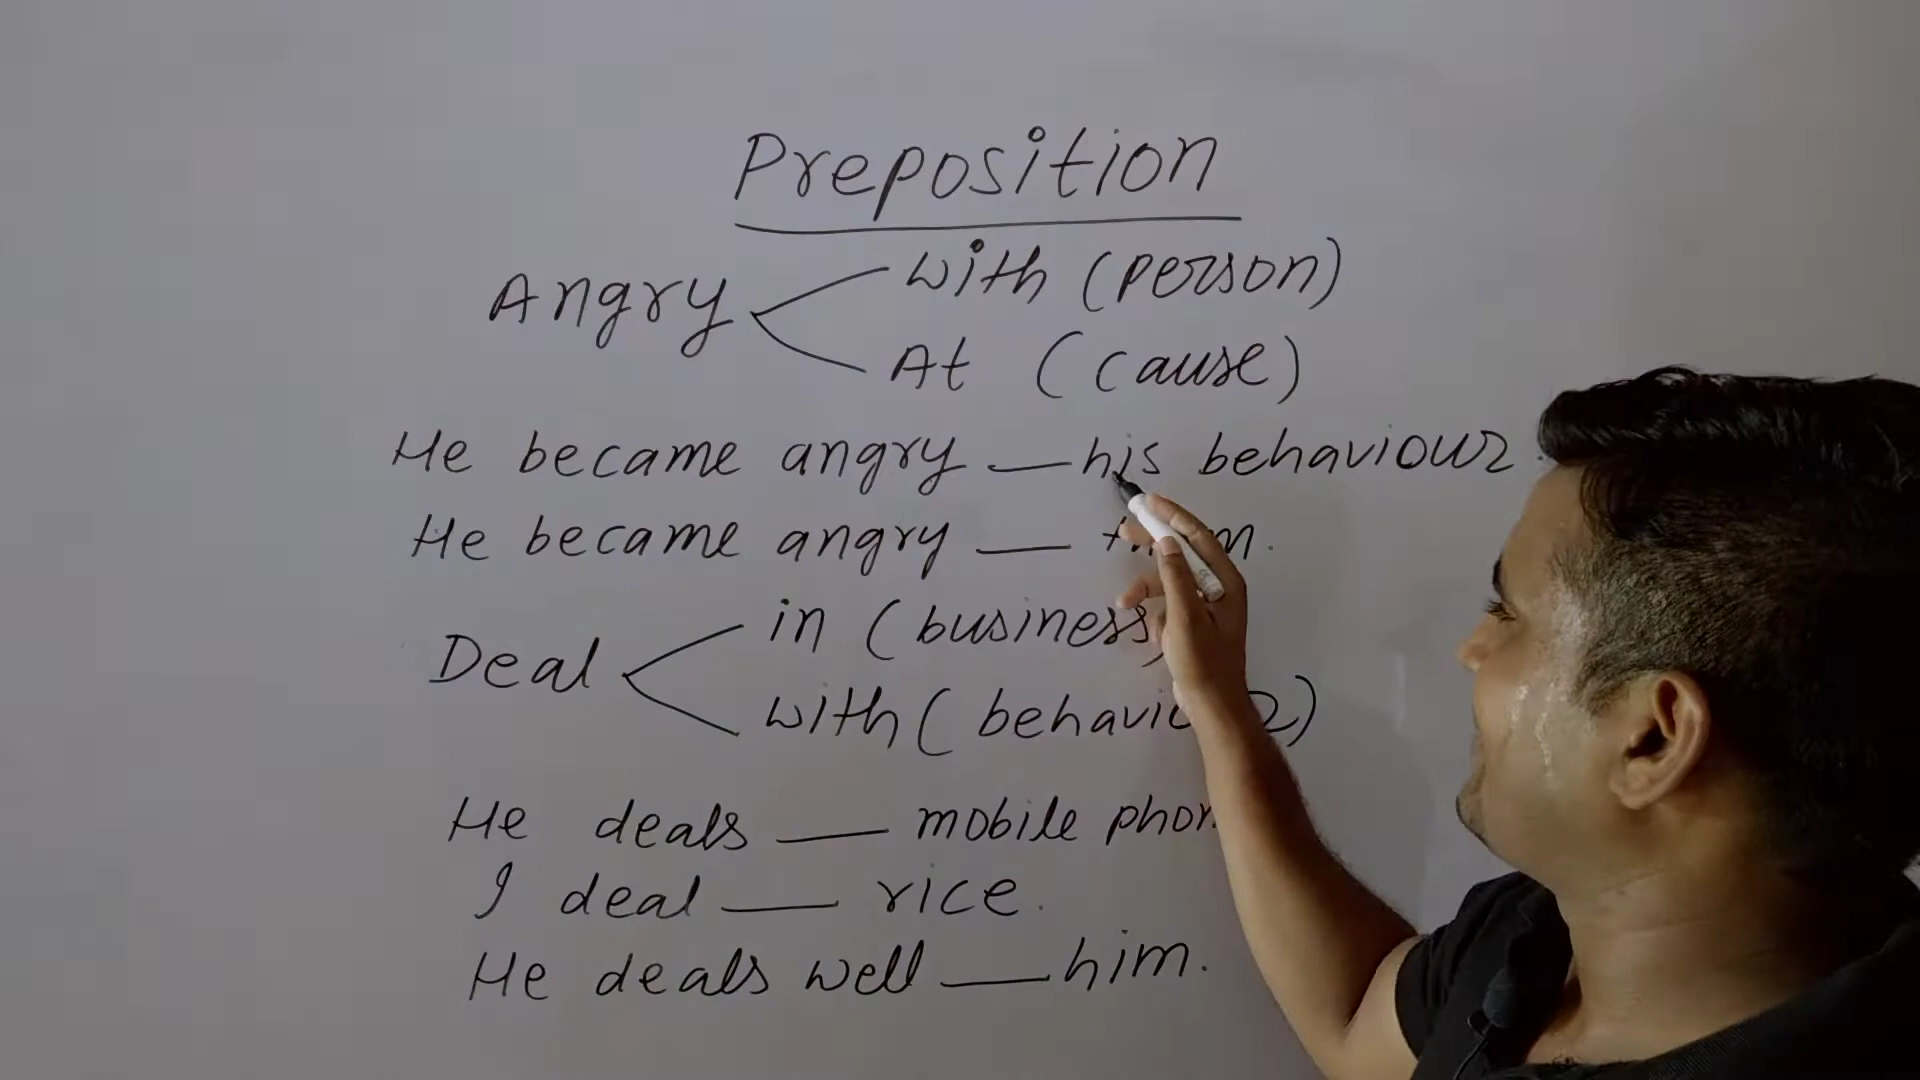 Preposition
Angry
with (person)
At (cause)
He became angry — his behaviour.
He became angry —
Deal
in (business)
with (behaviour)
He deals — mobile
I deal — rice.
He deals well — him.